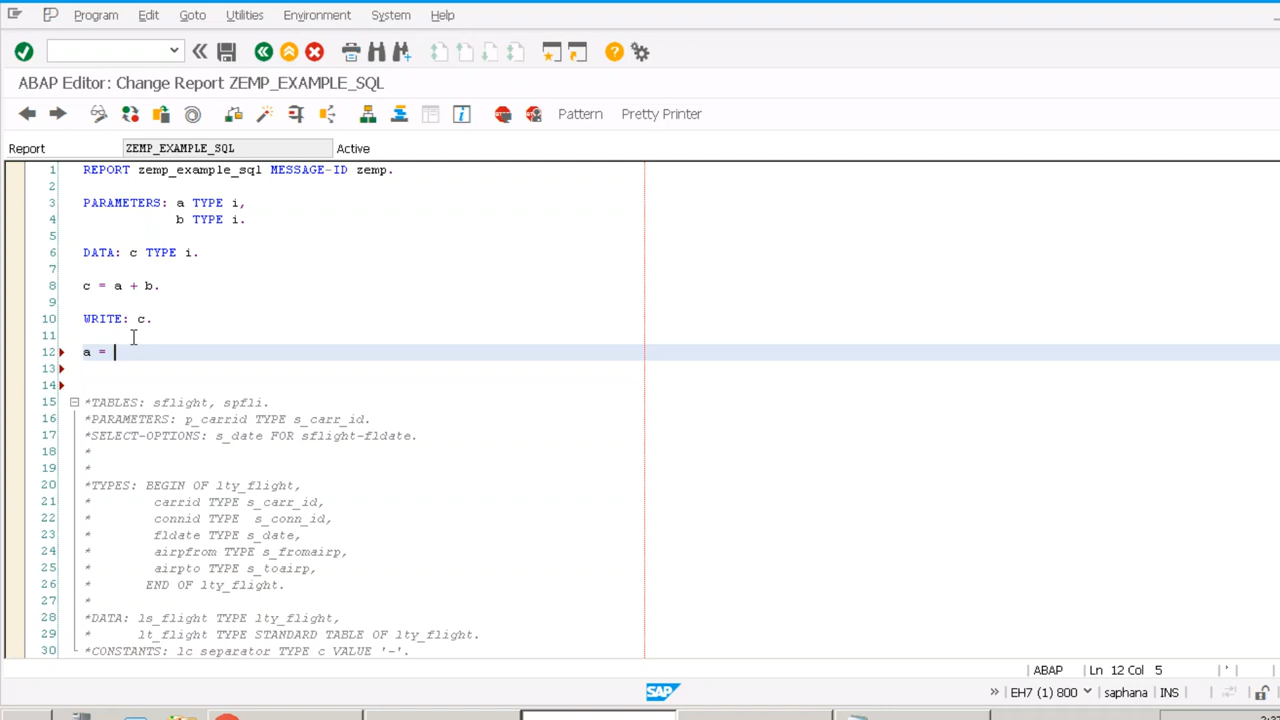 Program Edit Goto Utilities Environment System Help
ABAP Editor: Change Report ZEMP_EXAMPLE_SQL
Pattern Pretty Printer
Report ZEMP_EXAMPLE_SQL Active
1 REPORT zemp_example_sql MESSAGE-ID zemp.
2
3 PARAMETERS: a TYPE i,
4 b TYPE i.
5
6 DATA: c TYPE i.
7
8 c = a + b.
9
10 WRITE: c.
11
12 a =
13
14
15 *TABLES: sflight, spfli.
16 *PARAMETERS: p_carrid TYPE s_carr_id.
17 *SELECT-OPTIONS: s_date FOR sflight-fldate.
18 *
19 *
20 *TYPES: BEGIN OF lty_flight,
21 * carrid TYPE s_carr_id,
22 * connid TYPE s_conn_id,
23 * fldate TYPE s_date,
24 * airpfrom TYPE s_fromairp,
25 * airpto TYPE s_toairp,
26 * END OF lty_flight.
27 *
28 *DATA: ls_flight TYPE lty_flight,
29 * lt_flight TYPE STANDARD TABLE OF lty_flight.
30 *CONSTANTS: lc_separator TYPE c VALUE '-'.
ABAP Ln 12 Col 5
SAP » EH7 (1) 800 saphana INS